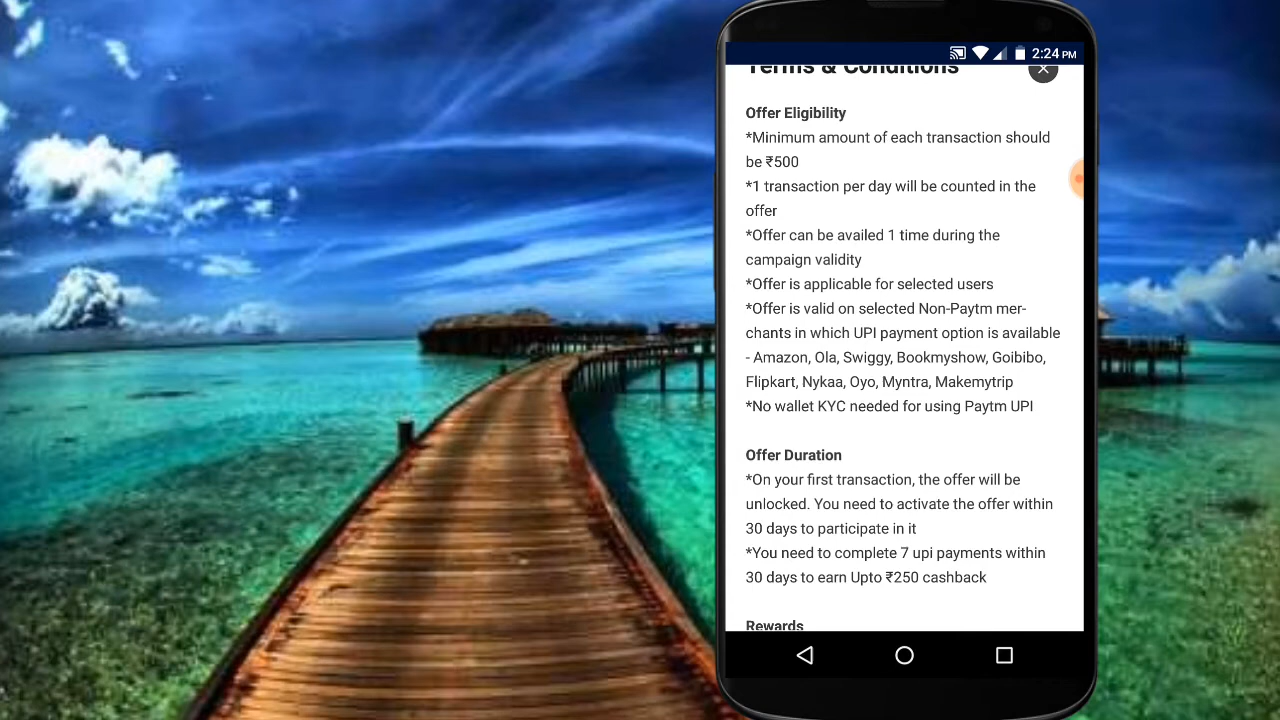 2:24 PM
Terms & Conditions
Offer Eligibility
*Minimum amount of each transaction should
be ₹500
*1 transaction per day will be counted in the
offer
*Offer can be availed 1 time during the
campaign validity
*Offer is applicable for selected users
*Offer is valid on selected Non-Paytm mer-
chants in which UPI payment option is available
- Amazon, Ola, Swiggy, Bookmyshow, Goibibo,
Flipkart, Nykaa, Oyo, Myntra, Makemytrip
*No wallet KYC needed for using Paytm UPI
Offer Duration
*On your first transaction, the offer will be
unlocked. You need to activate the offer within
30 days to participate in it
*You need to complete 7 upi payments within
30 days to earn Upto ₹250 cashback
Rewards